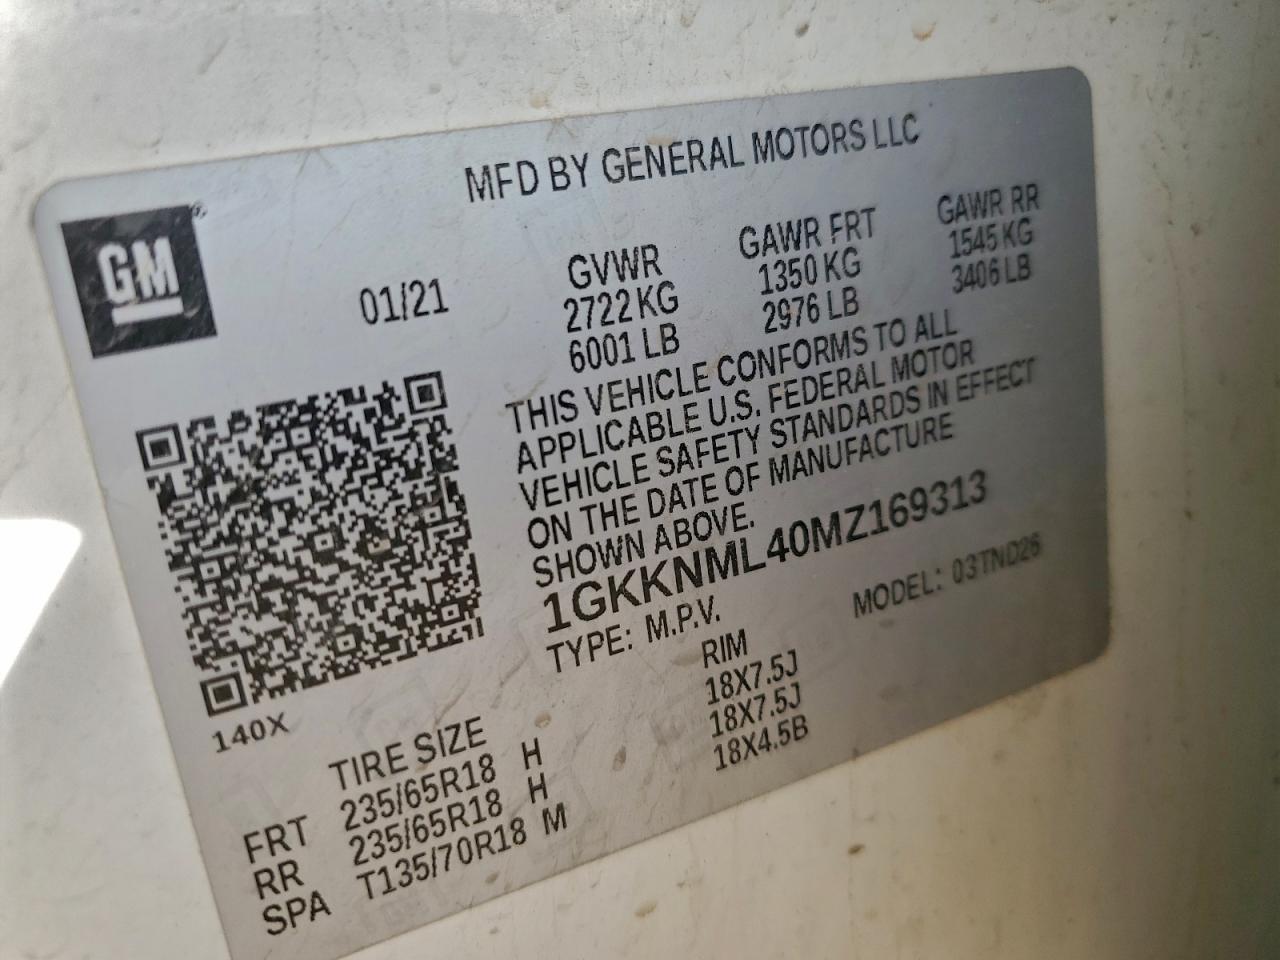 MFD BY GENERAL MOTORS LLC
GM®
01/21
GVWR GAWR FRT GAWR RR
2722 KG 1350 KG 1545 KG
6001 LB 2976 LB 3406 LB
THIS VEHICLE CONFORMS TO ALL
APPLICABLE U.S. FEDERAL MOTOR
VEHICLE SAFETY STANDARDS IN EFFECT
ON THE DATE OF MANUFACTURE
SHOWN ABOVE.
1GKKNML40MZ169313
TYPE: M.P.V. MODEL: 03TND26
140X
TIRE SIZE RIM
FRT 235/65R18 H 18X7.5J
RR 235/65R18 H 18X7.5J
SPA T135/70R18 M 18X4.5B